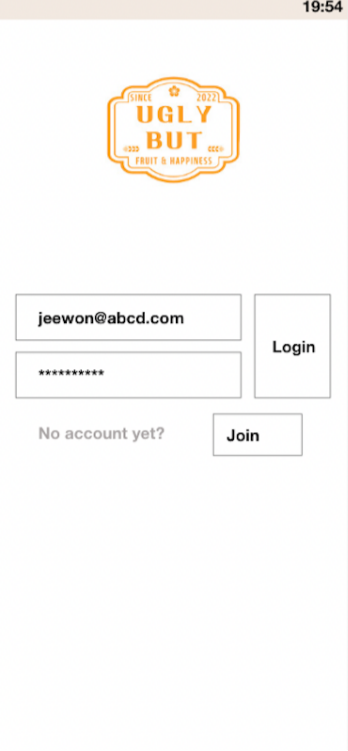 19:54
SINCE 2022
UGLY
BUT
FRUIT & HAPPINESS
jeewon@abcd.com
Login
**********
No account yet? Join